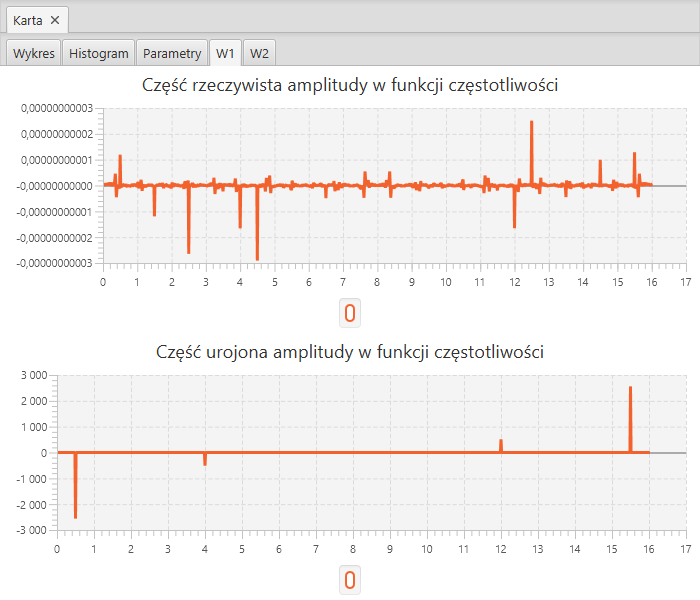 Karta ✕
Wykres Histogram Parametry W1 W2
Część rzeczywista amplitudy w funkcji częstotliwości
0,00000000003
0,00000000002
0,00000000001
-0,00000000000
-0,00000000001
-0,00000000002
-0,00000000003
0 1 2 3 4 5 6 7 8 9 10 11 12 13 14 15 16 17
0
Część urojona amplitudy w funkcji częstotliwości
3 000
2 000
1 000
0
-1 000
-2 000
-3 000
0 1 2 3 4 5 6 7 8 9 10 11 12 13 14 15 16 17
0